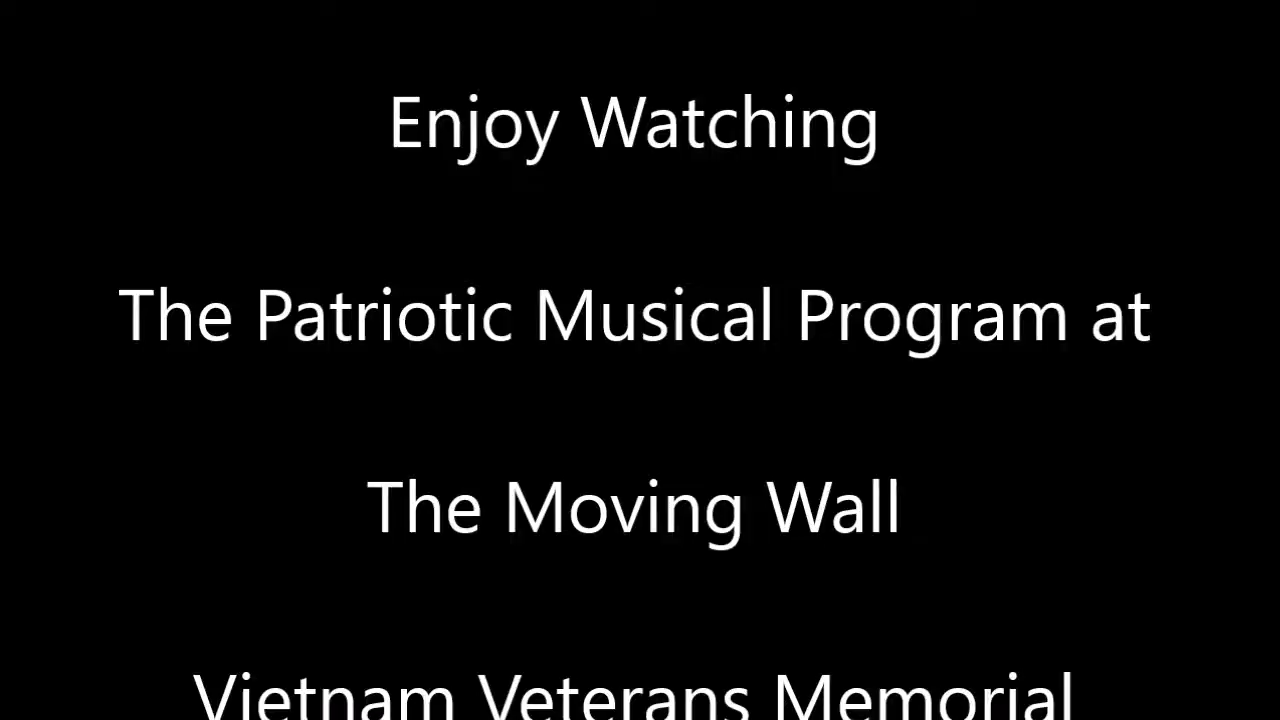 Enjoy Watching
The Patriotic Musical Program at
The Moving Wall
Vietnam Veterans Memorial